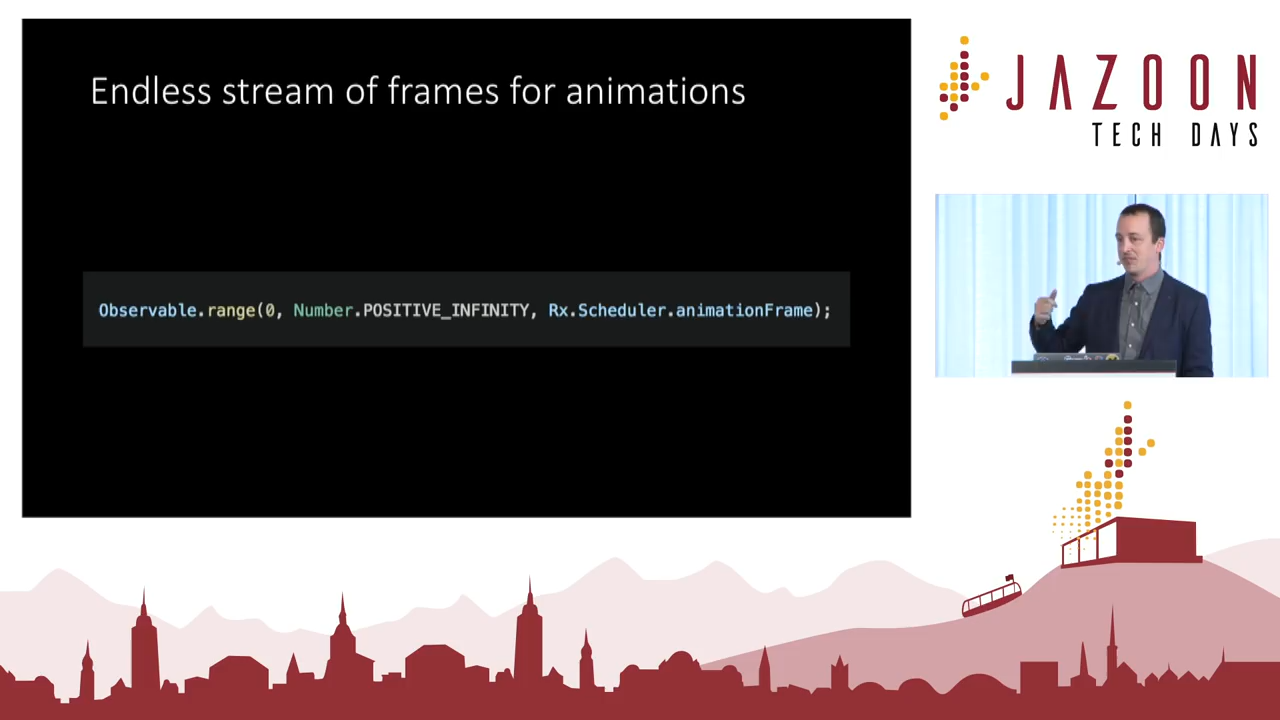 Endless stream of frames for animations
Observable.range(0, Number.POSITIVE_INFINITY, Rx.Scheduler.animationFrame);
JAZOON
TECH DAYS